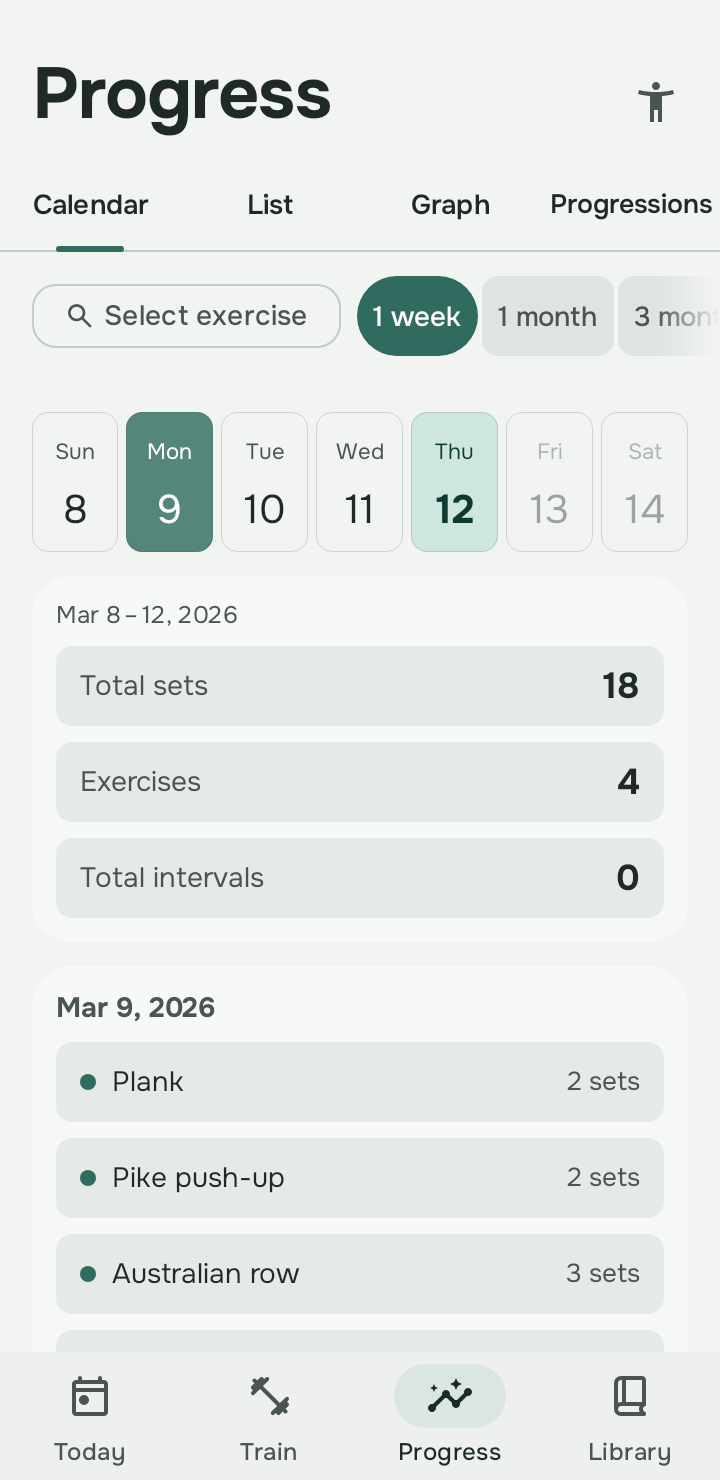 Progress
Calendar List Graph Progressions
Select exercise 1 week 1 month 3 mont
Sun Mon Tue Wed Thu Fri Sat
8 9 10 11 12 13 14
Mar 8 – 12, 2026
Total sets 18
Exercises 4
Total intervals 0
Mar 9, 2026
Plank 2 sets
Pike push-up 2 sets
Australian row 3 sets
Today Train Progress Library